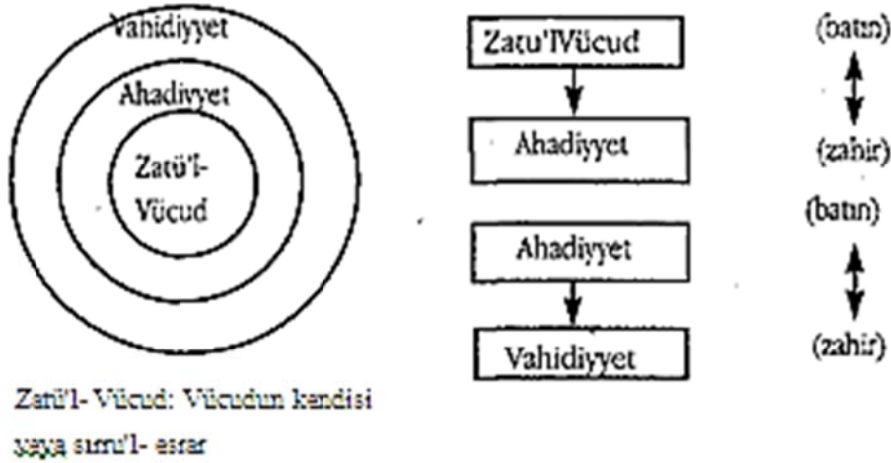 Vahidiyyet
Ahadiyyet
Zatü'l-
Vücud
Zatü'l- Vücud: Vücudun kendisi
yaya sırru'l- esrar
Zatu'lVücud
Ahadiyyet
Ahadiyyet
Vahidiyyet
(batın)
(zahir)
(batın)
(zahir)